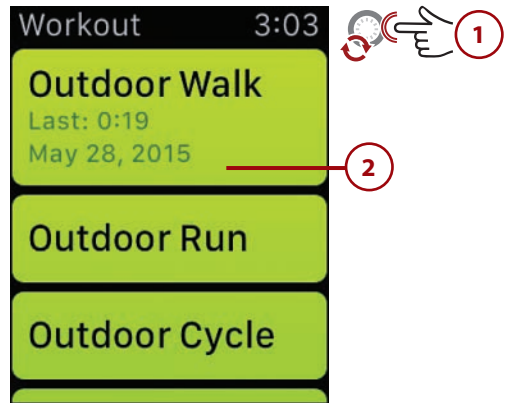 Workout 3:03
1
Outdoor Walk
Last: 0:19
May 28, 2015
2
Outdoor Run
Outdoor Cycle